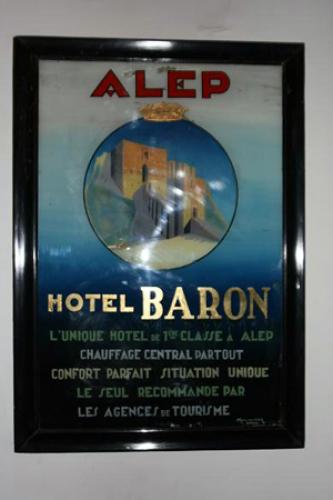 ALEP
HOTEL BARON
L'UNIQUE HOTEL DE 1ERE CLASSE A ALEP
CHAUFFAGE CENTRAL PARTOUT
CONFORT PARFAIT SITUATION UNIQUE
LE SEUL RECOMMANDE PAR
LES AGENCES DE TOURISME